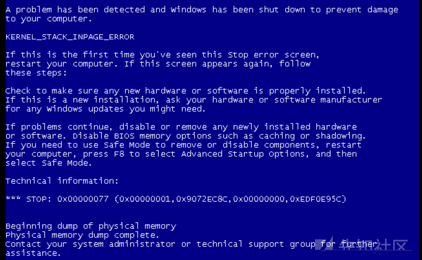 A problem has been detected and Windows has been shut down to prevent damage
to your computer.
KERNEL_STACK_INPAGE_ERROR
If this is the first time you've seen this Stop error screen,
restart your computer. If this screen appears again, follow
these steps:
Check to make sure any new hardware or software is properly installed.
If this is a new installation, ask your hardware or software manufacturer
for any Windows updates you might need.
If problems continue, disable or remove any newly installed hardware
or software. Disable BIOS memory options such as caching or shadowing.
If you need to use Safe Mode to remove or disable components, restart
your computer, press F8 to select Advanced Startup Options, and then
select Safe Mode.
Technical information:
*** STOP: 0x00000077 (0x00000001,0x9072EC8C,0x00000000,0xEDF0E95C)
Beginning dump of physical memory
Physical memory dump complete.
Contact your system administrator or technical support group for further
assistance.